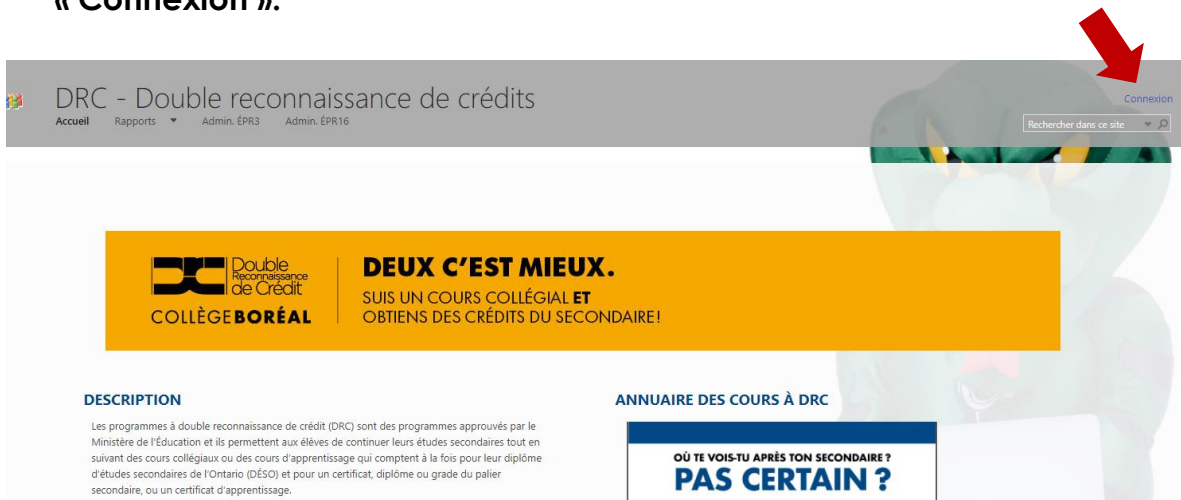 « Connexion ».
DRC - Double reconnaissance de crédits
Connexion
Accueil Rapports Admin. ÉPR3 Admin. ÉPR16
Rechercher dans ce site
Double
Reconnaissance
de Crédit
COLLÈGE BORÉAL
DEUX C'EST MIEUX.
SUIS UN COURS COLLÉGIAL ET
OBTIENS DES CRÉDITS DU SECONDAIRE!
DESCRIPTION
Les programmes à double reconnaissance de crédit (DRC) sont des programmes approuvés par le
Ministère de l'Éducation et ils permettent aux élèves de continuer leurs études secondaires tout en
suivant des cours collégiaux ou des cours d'apprentissage qui comptent à la fois pour leur diplôme
d'études secondaires de l'Ontario (DÉSO) et pour un certificat, diplôme ou grade du palier
secondaire, ou un certificat d'apprentissage.
ANNUAIRE DES COURS À DRC
OÙ TE VOIS-TU APRÈS TON SECONDAIRE ?
PAS CERTAIN ?